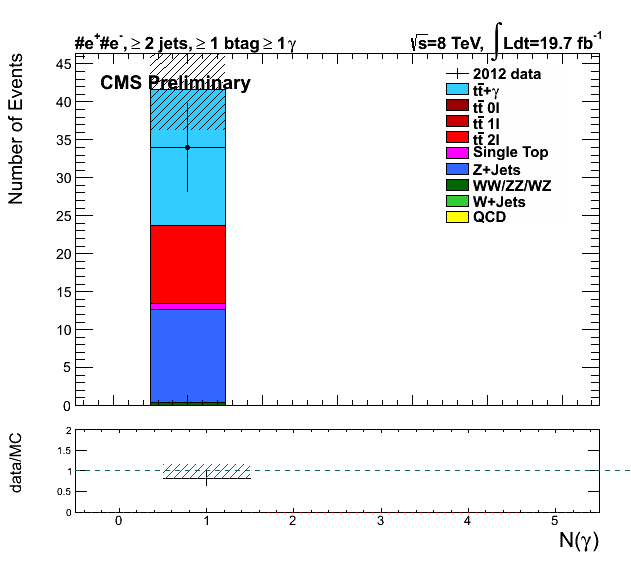 #e⁺#e⁻, ≥ 2 jets, ≥ 1 btag ≥ 1 γ
√s=8 TeV, ∫ Ldt=19.7 fb⁻¹
CMS Preliminary
Number of Events
45
40
35
30
25
20
15
10
5
0
2012 data
tt̄+γ
tt̄ 0l
tt̄ 1l
tt̄ 2l
Single Top
Z+Jets
WW/ZZ/WZ
W+Jets
QCD
data/MC
2
1.5
1
0.5
0
0 1 2 3 4 5
N(γ)